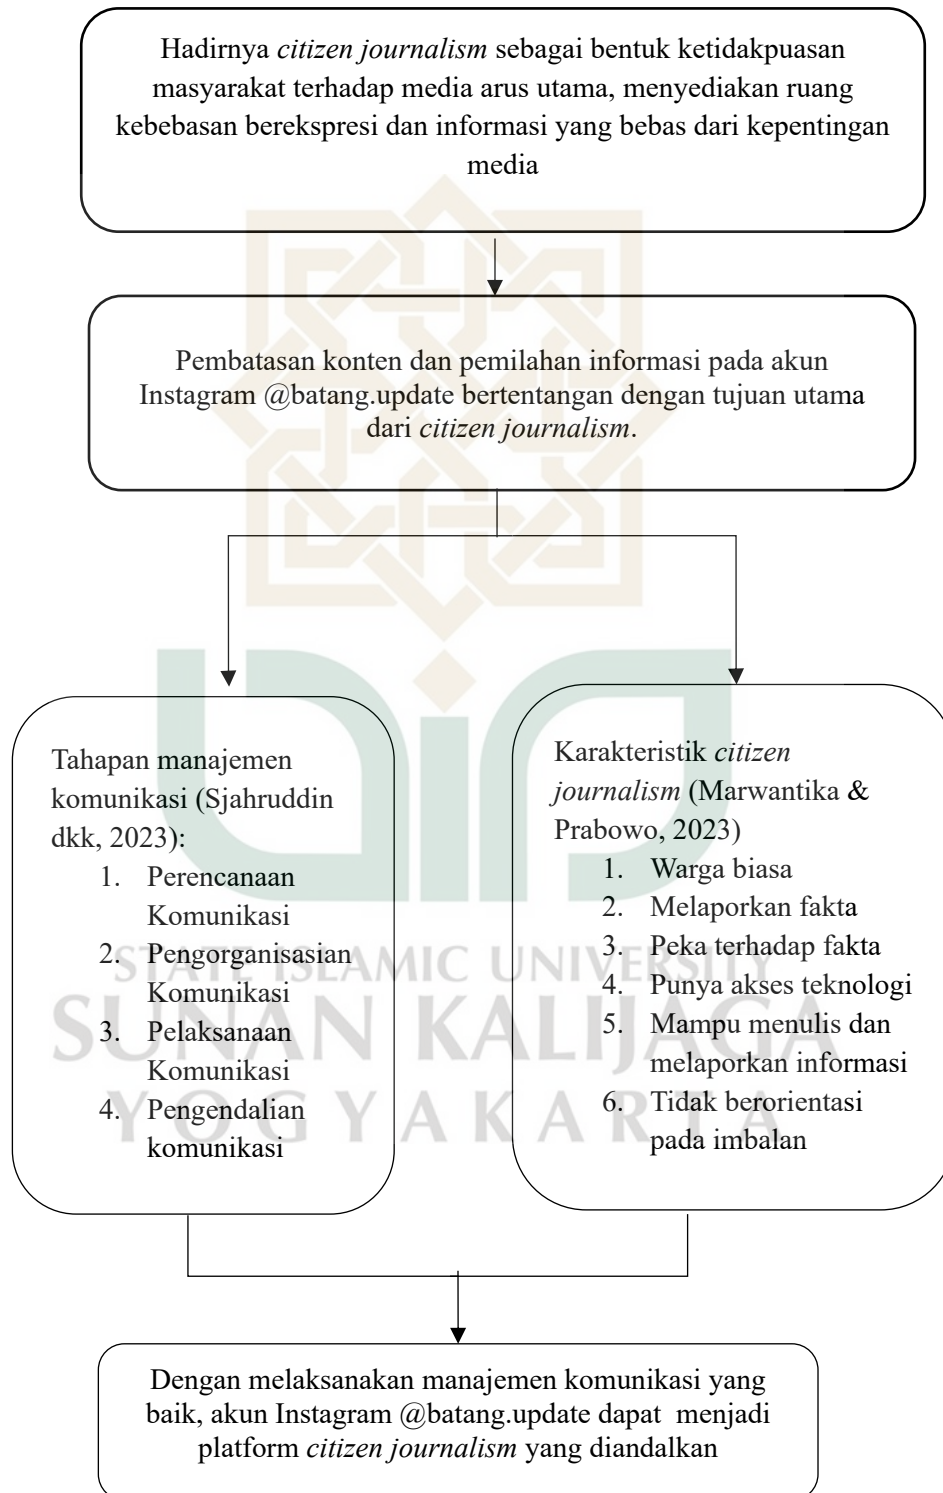 Hadirnya citizen journalism sebagai bentuk ketidakpuasan
masyarakat terhadap media arus utama, menyediakan ruang
kebebasan berekspresi dan informasi yang bebas dari kepentingan
media
Pembatasan konten dan pemilahan informasi pada akun
Instagram @batang.update bertentangan dengan tujuan utama
dari citizen journalism.
Tahapan manajemen
komunikasi (Sjahruddin
dkk, 2023):
1. Perencanaan
Komunikasi
2. Pengorganisasian
Komunikasi
3. Pelaksanaan
Komunikasi
4. Pengendalian
komunikasi
Karakteristik citizen
journalism (Marwantika &
Prabowo, 2023)
1. Warga biasa
2. Melaporkan fakta
3. Peka terhadap fakta
4. Punya akses teknologi
5. Mampu menulis dan
melaporkan informasi
6. Tidak berorientasi
pada imbalan
STATE ISLAMIC UNIVERSITY
SUNAN KALIJAGA
YOGYAKARTA
Dengan melaksanakan manajemen komunikasi yang
baik, akun Instagram @batang.update dapat menjadi
platform citizen journalism yang diandalkan